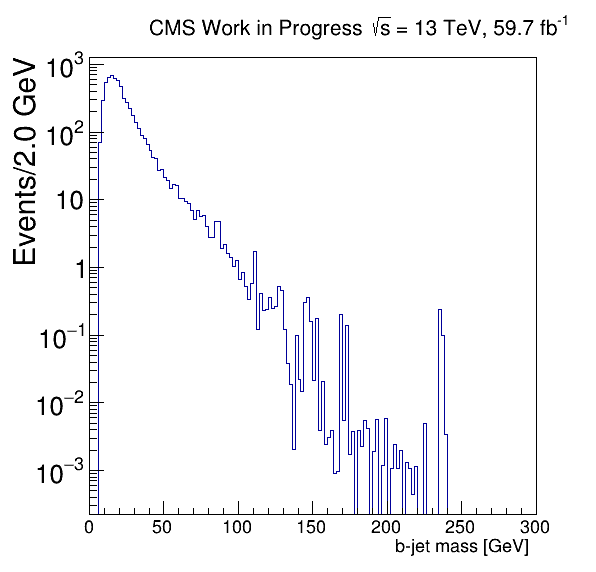 CMS Work in Progress √s = 13 TeV, 59.7 fb⁻¹
Events/2.0 GeV
10³
10²
10
1
10⁻¹
10⁻²
10⁻³
0 50 100 150 200 250 300
b-jet mass [GeV]